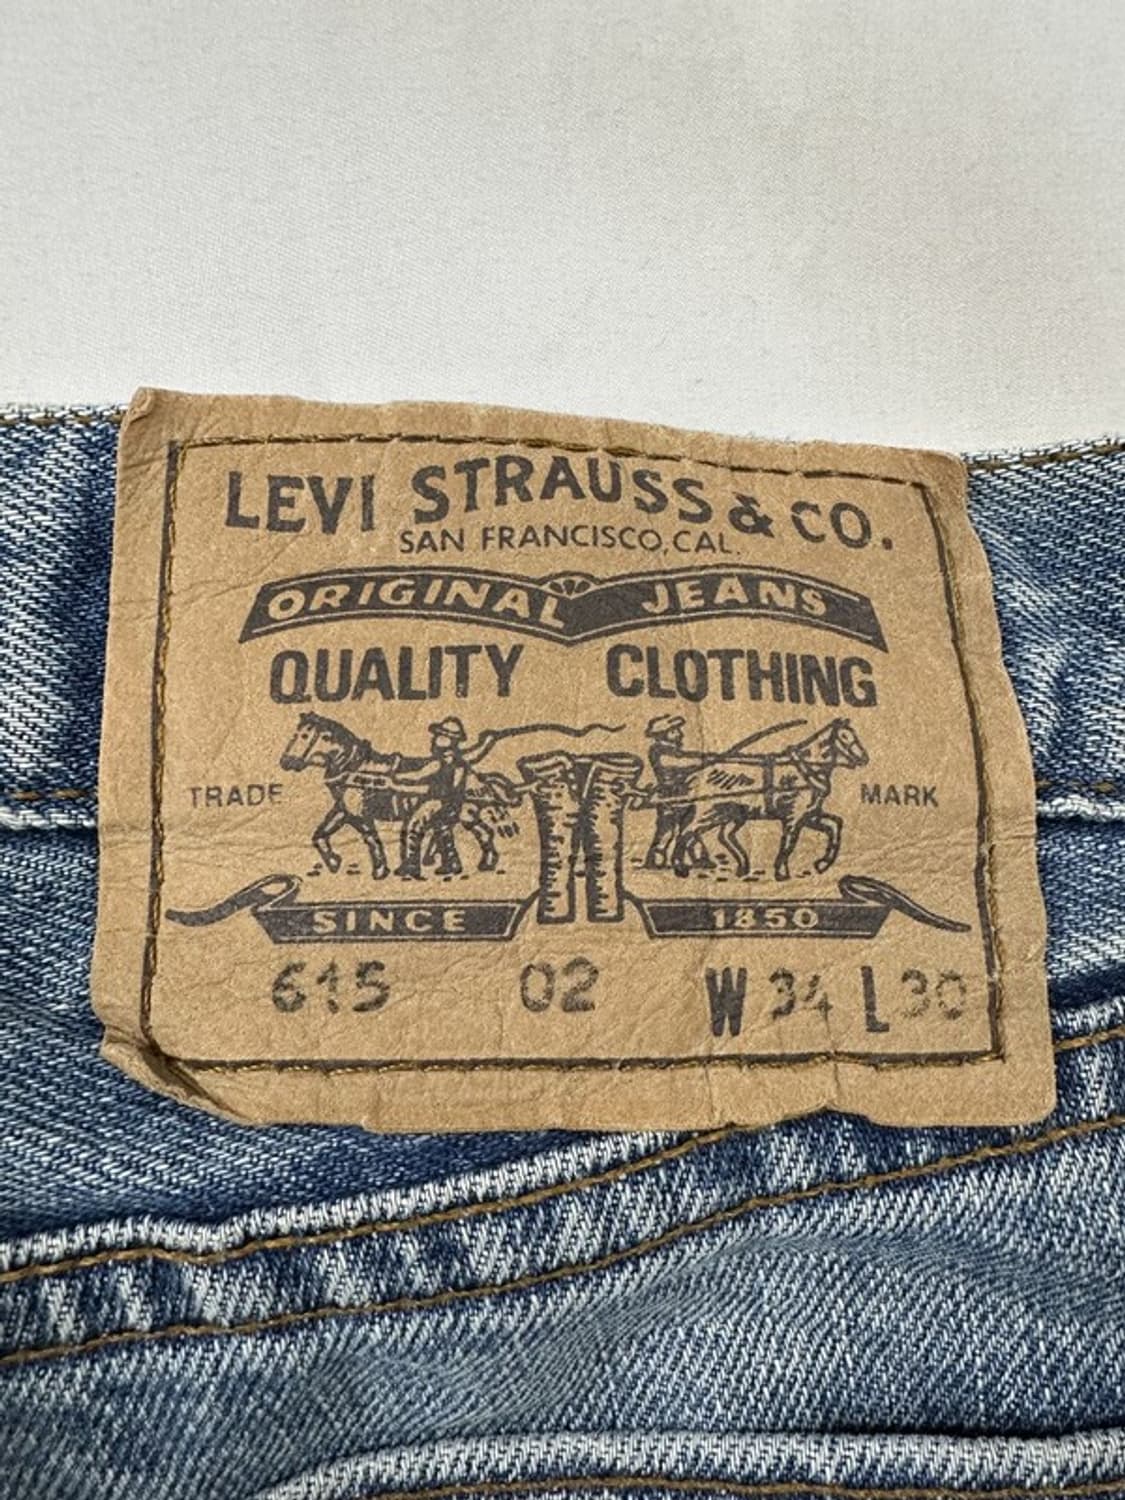 LEVI STRAUSS & CO.
SAN FRANCISCO, CAL.
ORIGINAL JEANS
QUALITY CLOTHING
TRADE MARK
SINCE 1850
615 02 W 34 L 30